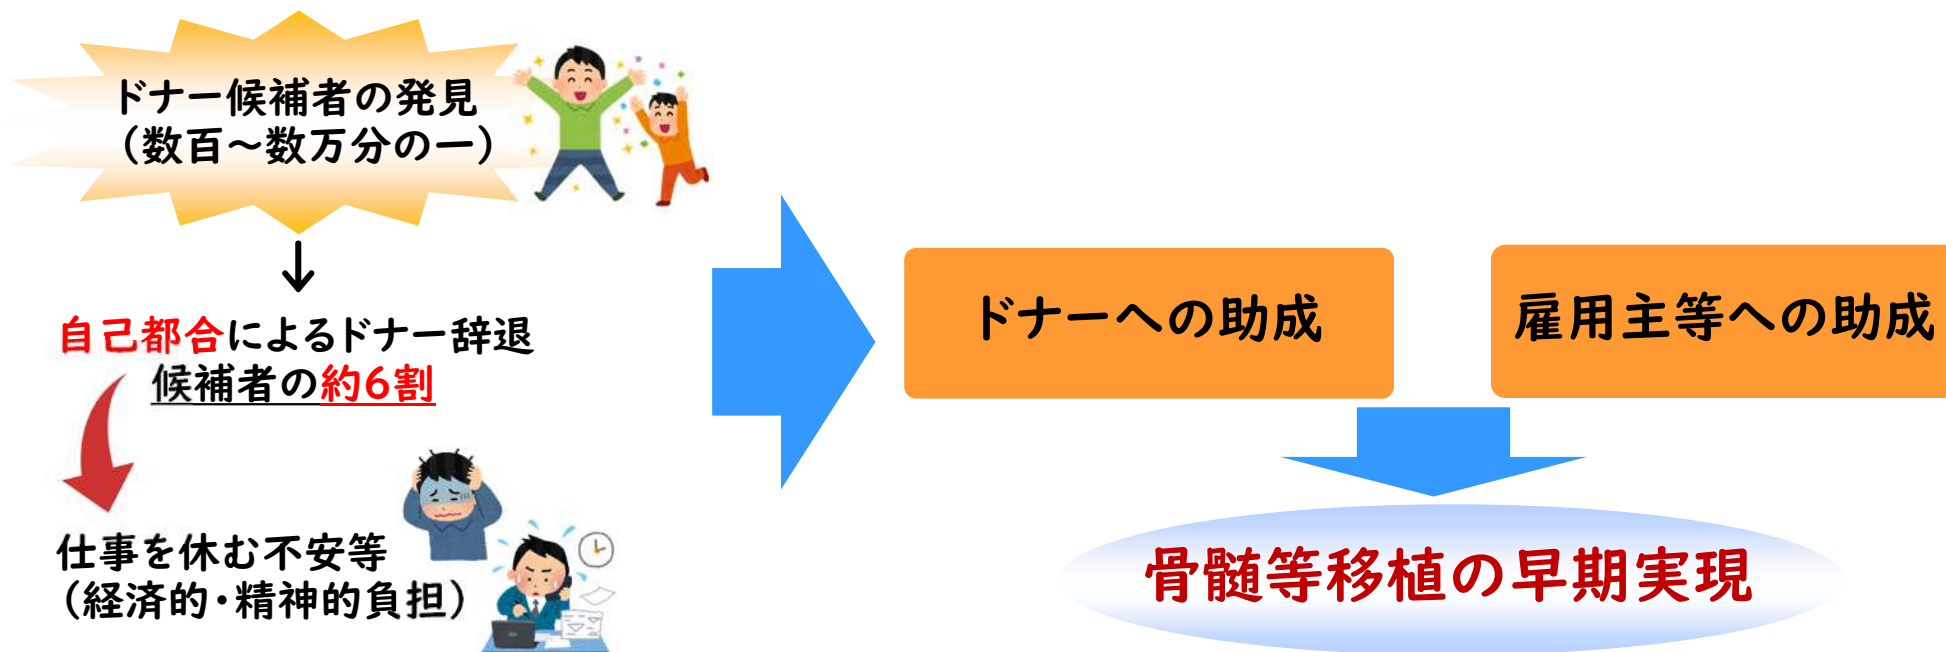 ドナー候補者の発見
（数百～数万分の一）
自己都合によるドナー辞退
候補者の約6割
仕事を休む不安等
（経済的・精神的負担）
ドナーへの助成
雇用主等への助成
骨髄等移植の早期実現